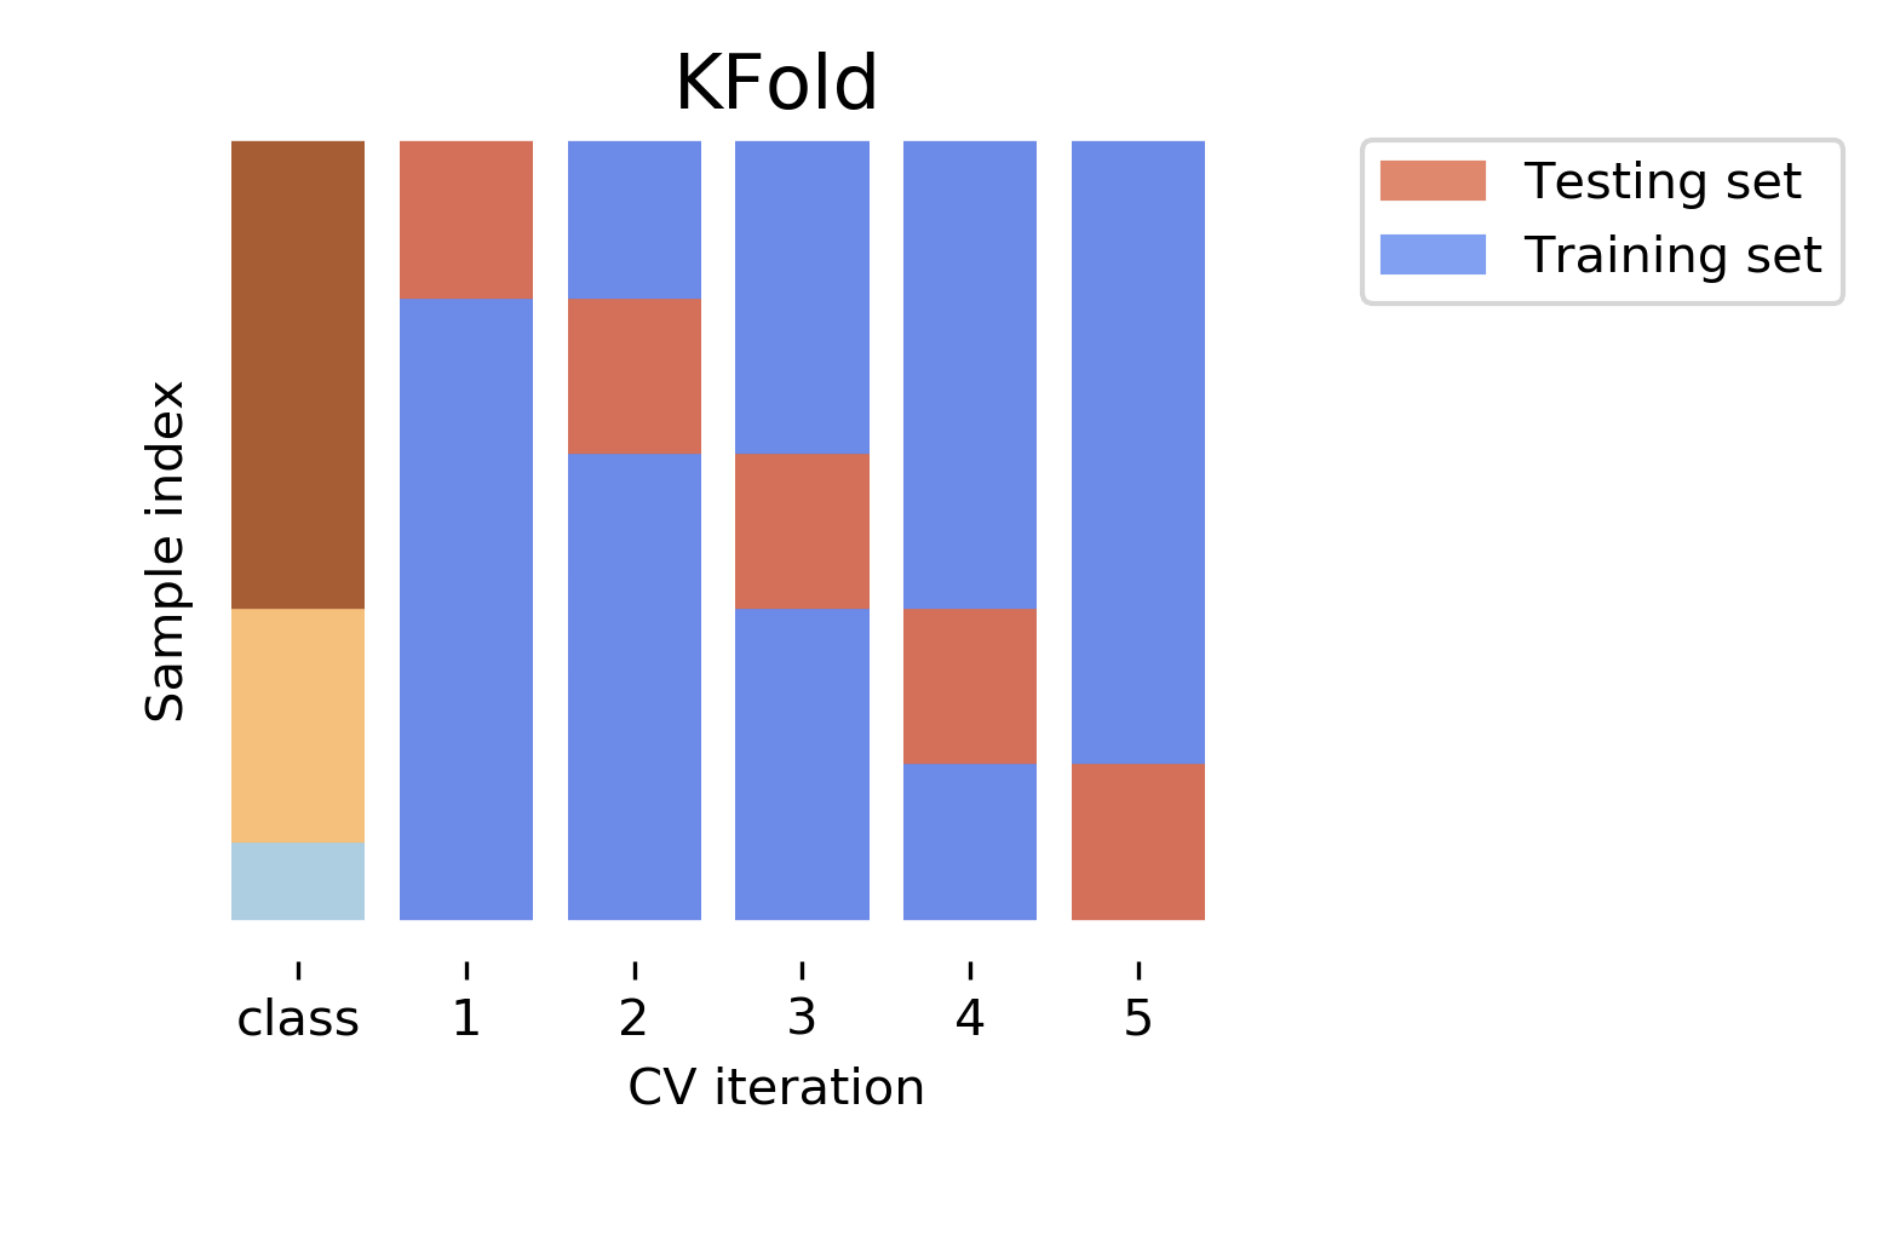 KFold
Testing set
Training set
Sample index
class 1 2 3 4 5
CV iteration